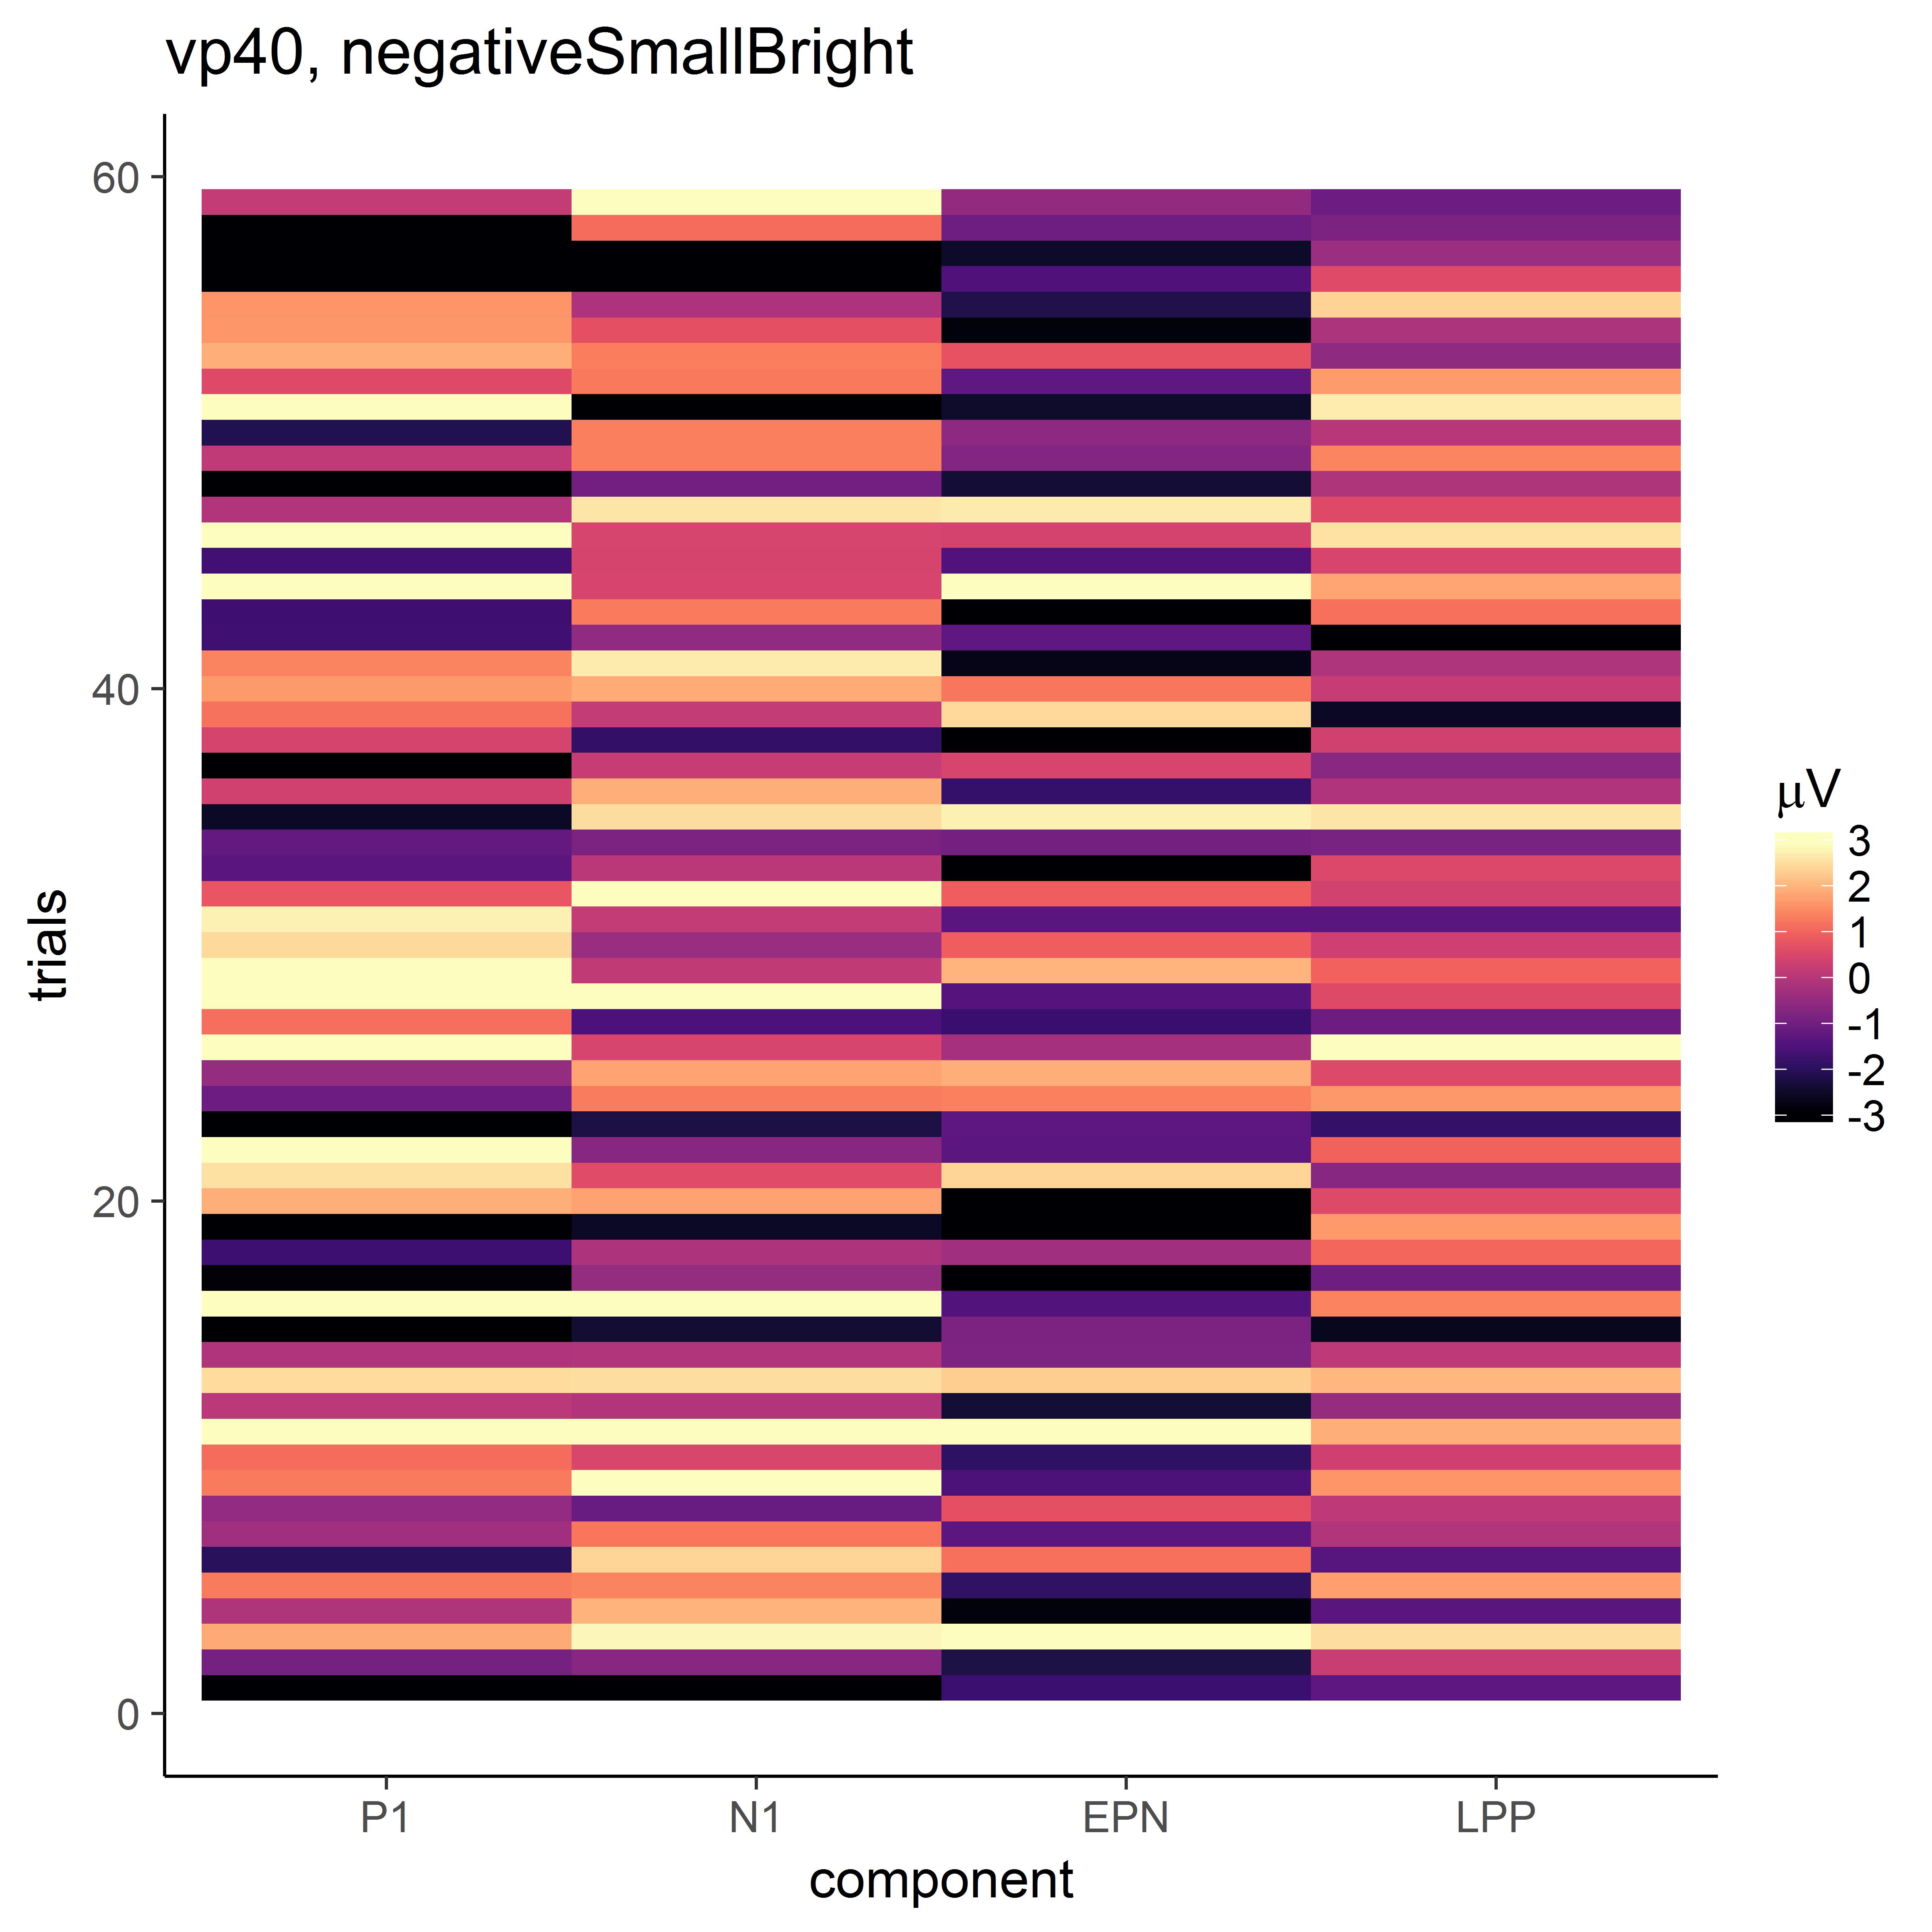 vp40, negativeSmallBright
60
40
20
0
trials
P1 N1 EPN LPP
component
µV
3
2
1
0
-1
-2
-3